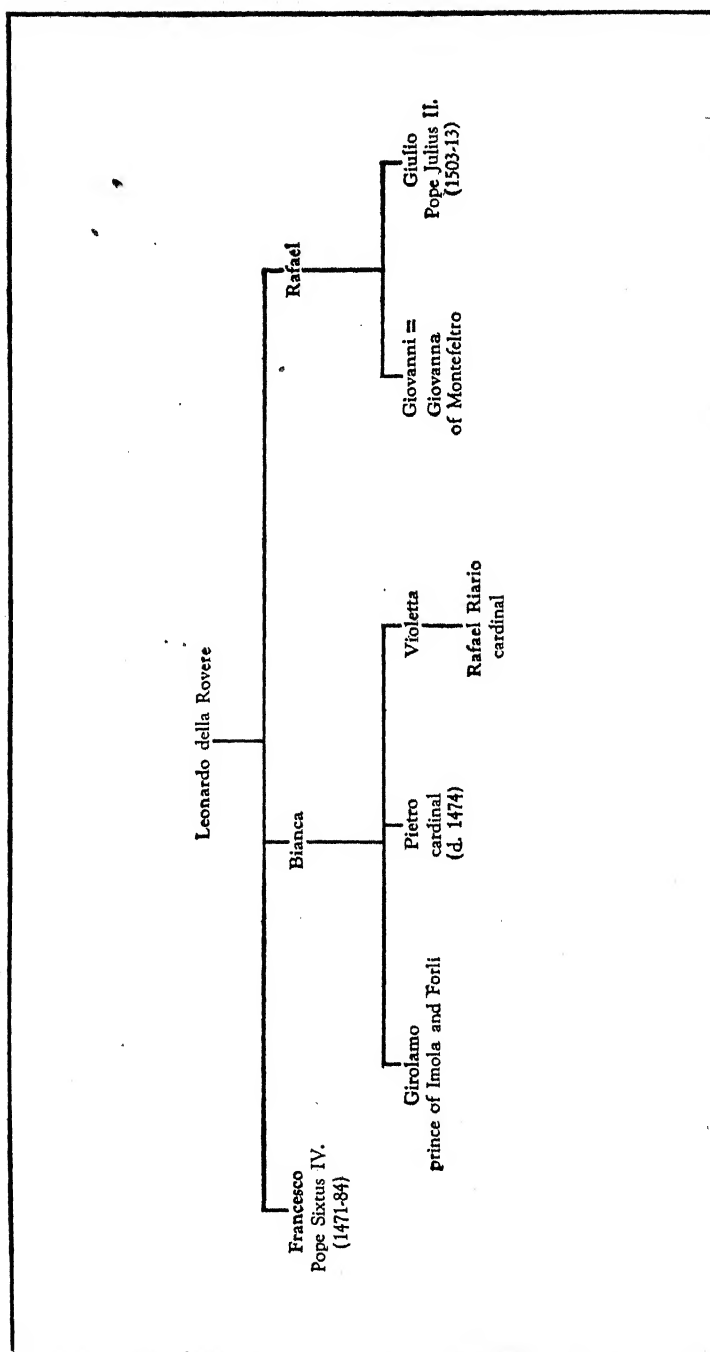 Leonardo della Rovere
Francesco
Pope Sixtus IV.
(1471-84)
Bianca
Rafael
Girolamo
prince of Imola and Forli
Pietro
cardinal
(d. 1474)
Violetta
Giovanni =
Giovanna
of Montefeltro
Giulio
Pope Julius II.
(1503-13)
Rafael Riario
cardinal